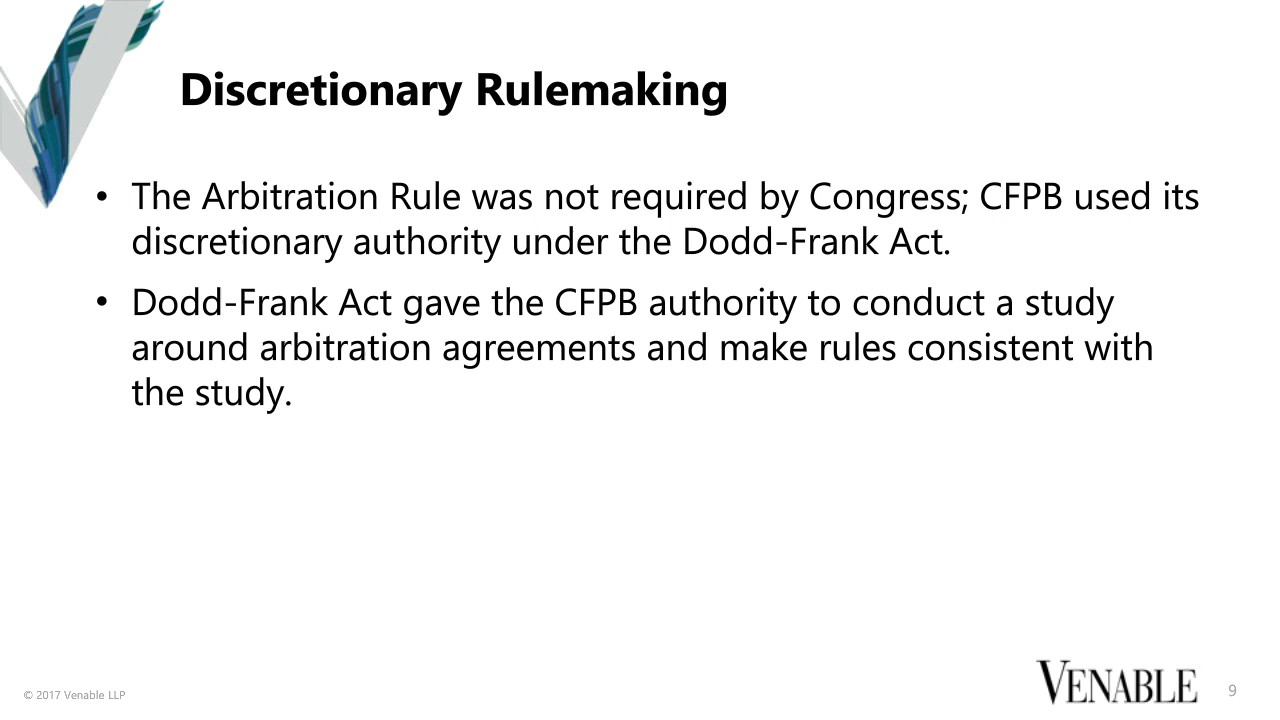 Discretionary Rulemaking
• The Arbitration Rule was not required by Congress; CFPB used its
discretionary authority under the Dodd-Frank Act.
• Dodd-Frank Act gave the CFPB authority to conduct a study
around arbitration agreements and make rules consistent with
the study.
© 2017 Venable LLP
VENABLE
9